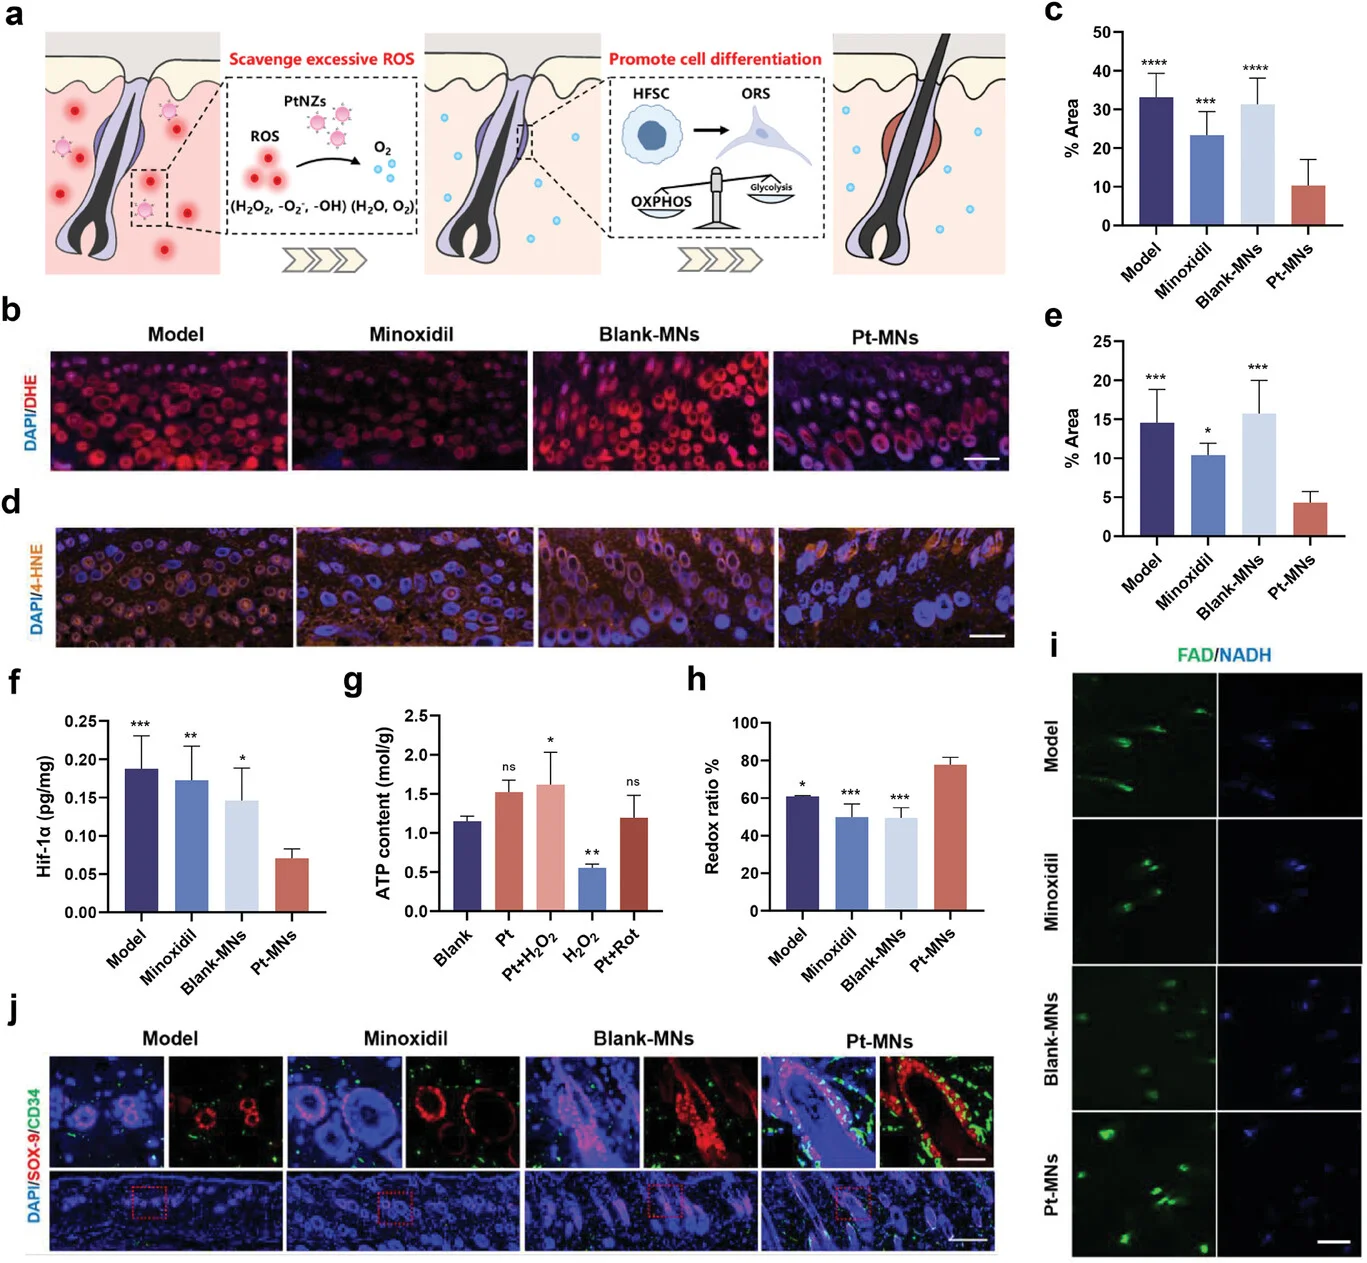 a
Scavenge excessive ROS
PtNZs
ROS
O₂
(H₂O₂, -O₂⁻, -OH) (H₂O, O₂)
Promote cell differentiation
HFSC
ORS
OXPHOS
Glycolysis
c
50
40
30
20
10
0
% Area
****
***
****
Model
Minoxidil
Blank-MNs
Pt-MNs
b
Model
Minoxidil
Blank-MNs
Pt-MNs
DAPI/DHE
e
25
20
15
10
5
0
% Area
***
*
***
Model
Minoxidil
Blank-MNs
Pt-MNs
d
DAPI/4-HNE
f
0.25
0.20
0.15
0.10
0.05
0.00
Hif-1α (pg/mg)
***
**
*
Model
Minoxidil
Blank-MNs
Pt-MNs
g
2.5
2.0
1.5
1.0
0.5
0.0
ATP content (mol/g)
ns
*
**
ns
Blank
Pt
Pt+H₂O₂
H₂O₂
Pt+Rot
h
100
80
60
40
20
0
Redox ratio %
*
***
***
Model
Minoxidil
Blank-MNs
Pt-MNs
i
FAD/NADH
Model
Minoxidil
Blank-MNs
Pt-MNs
j
Model
Minoxidil
Blank-MNs
Pt-MNs
DAPI/SOX-9/CD34